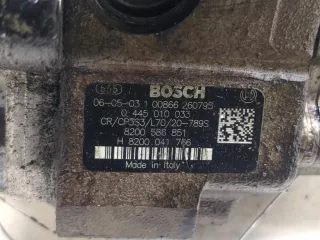 BOSCH
06-05-03 1 00866 260795
0 445 010 033
CR/CP3S3/L70/20-789S
8200 586 851
H 8200 041 766
Made in Italy